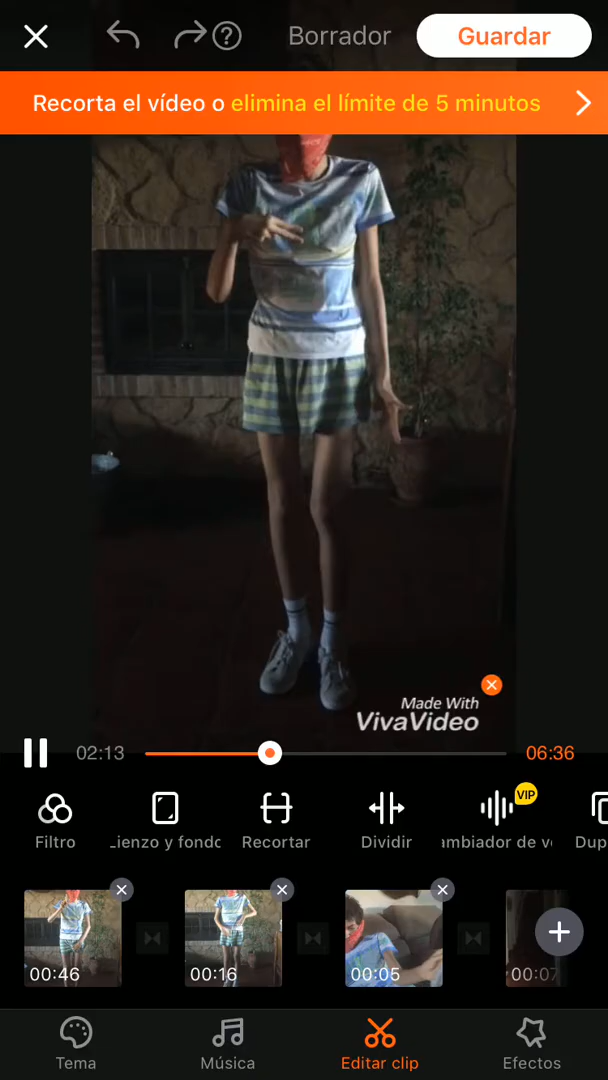 Borrador
Guardar
Recorta el vídeo o elimina el límite de 5 minutos
Made With
VivaVideo
02:13
06:36
VIP
Filtro
Lienzo y fondo
Recortar
Dividir
ambiador de v
Dup
00:46
00:16
00:05
00:07
Tema
Música
Editar clip
Efectos